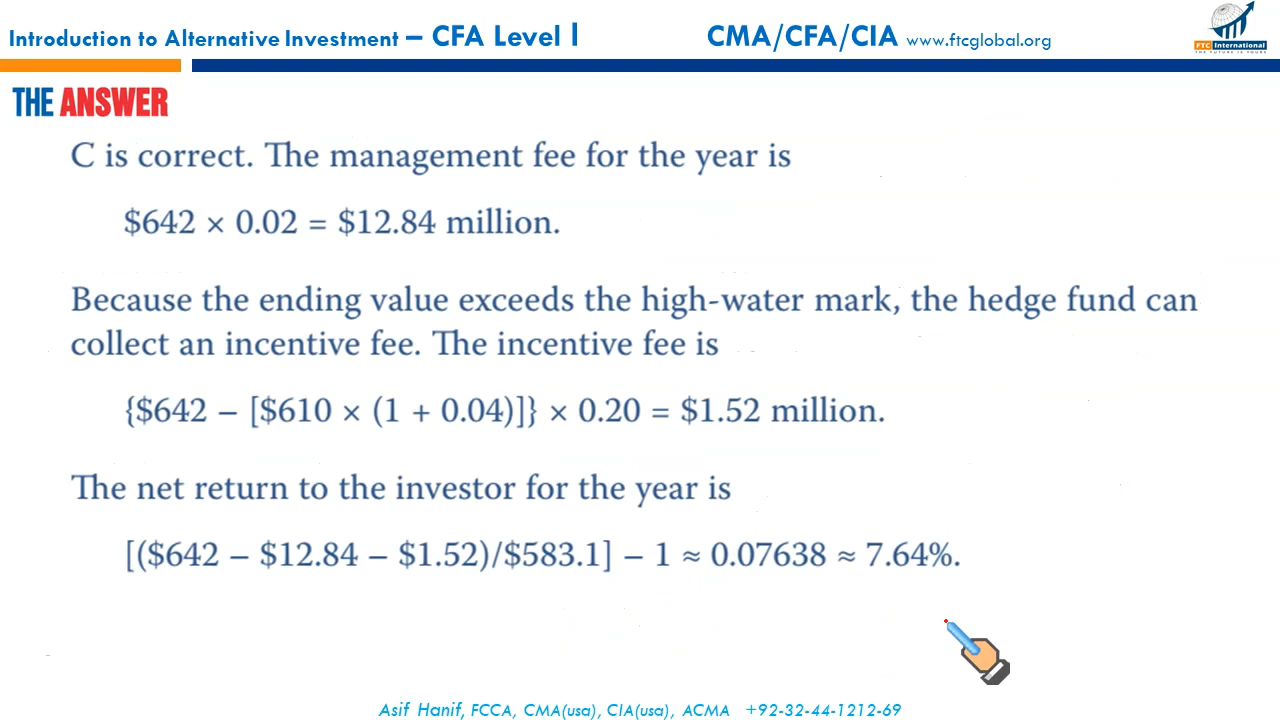 Introduction to Alternative Investment – CFA Level I
CMA/CFA/CIA www.ftcglobal.org
FTC International
THE FUTURE IS YOURS
THE ANSWER
C is correct. The management fee for the year is
$642 × 0.02 = $12.84 million.
Because the ending value exceeds the high-water mark, the hedge fund can
collect an incentive fee. The incentive fee is
{$642 – [$610 × (1 + 0.04)]} × 0.20 = $1.52 million.
The net return to the investor for the year is
[($642 – $12.84 – $1.52)/$583.1] – 1 ≈ 0.07638 ≈ 7.64%.
Asif Hanif, FCCA, CMA(usa), CIA(usa), ACMA +92-32-44-1212-69